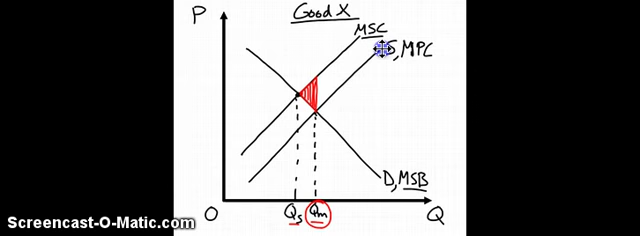 Good X
P
MSC
S, MPC
D, MSB
O
Qs
Qm
Q
Screencast-O-Matic.com